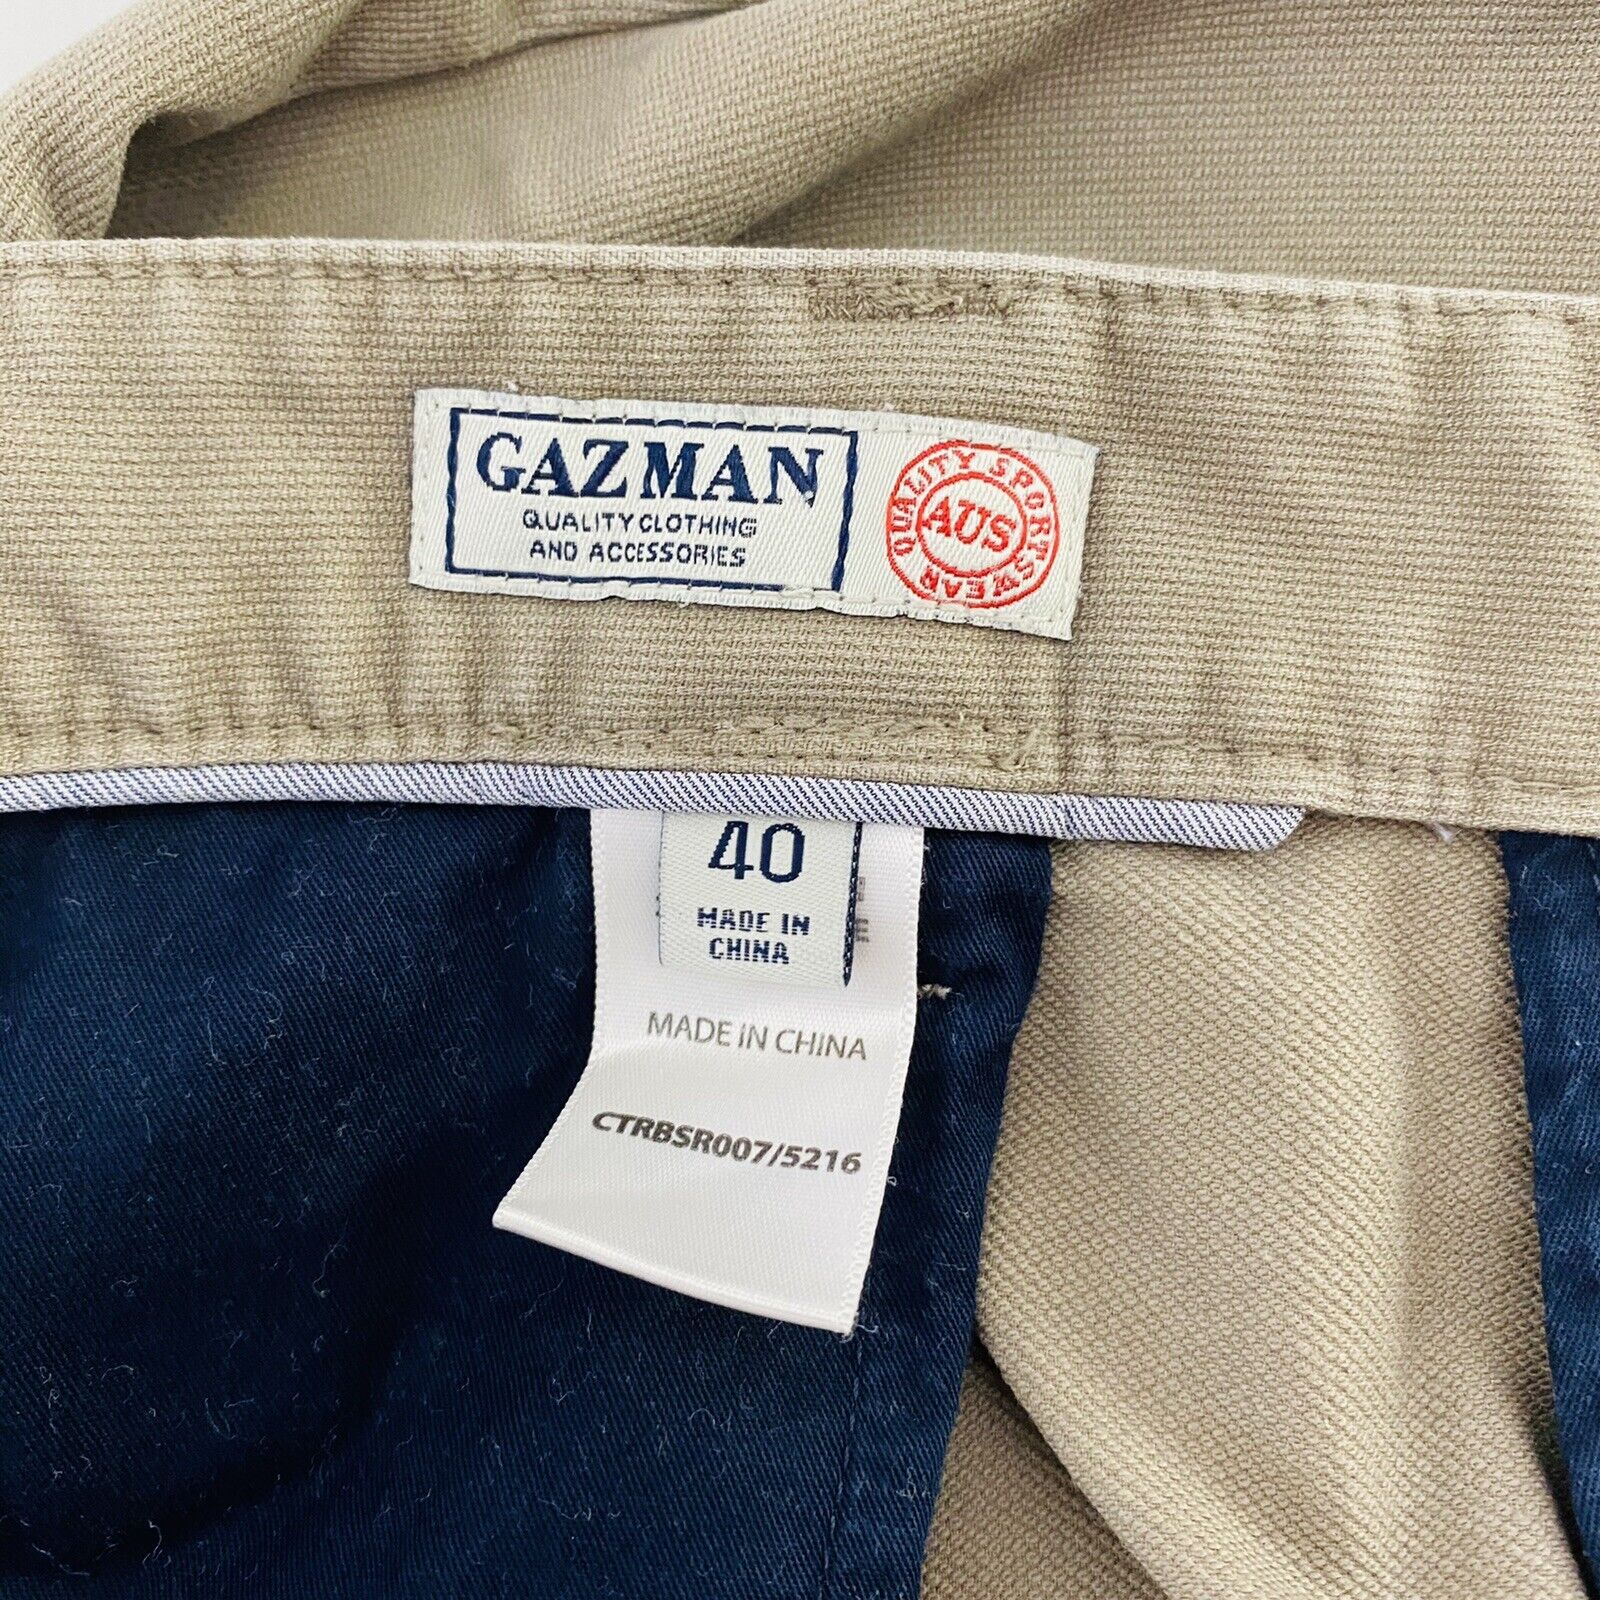 GAZMAN
QUALITY CLOTHING
AND ACCESSORIES
QUALITY SPORTSWEAR
AUS
40
MADE IN
CHINA
MADE IN CHINA
CTRBSR007/5216